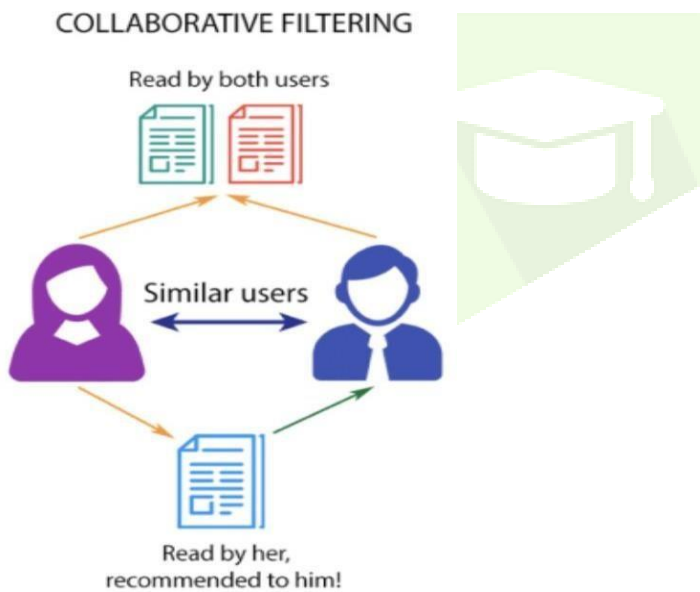 COLLABORATIVE FILTERING
Read by both users
Similar users
Read by her,
recommended to him!